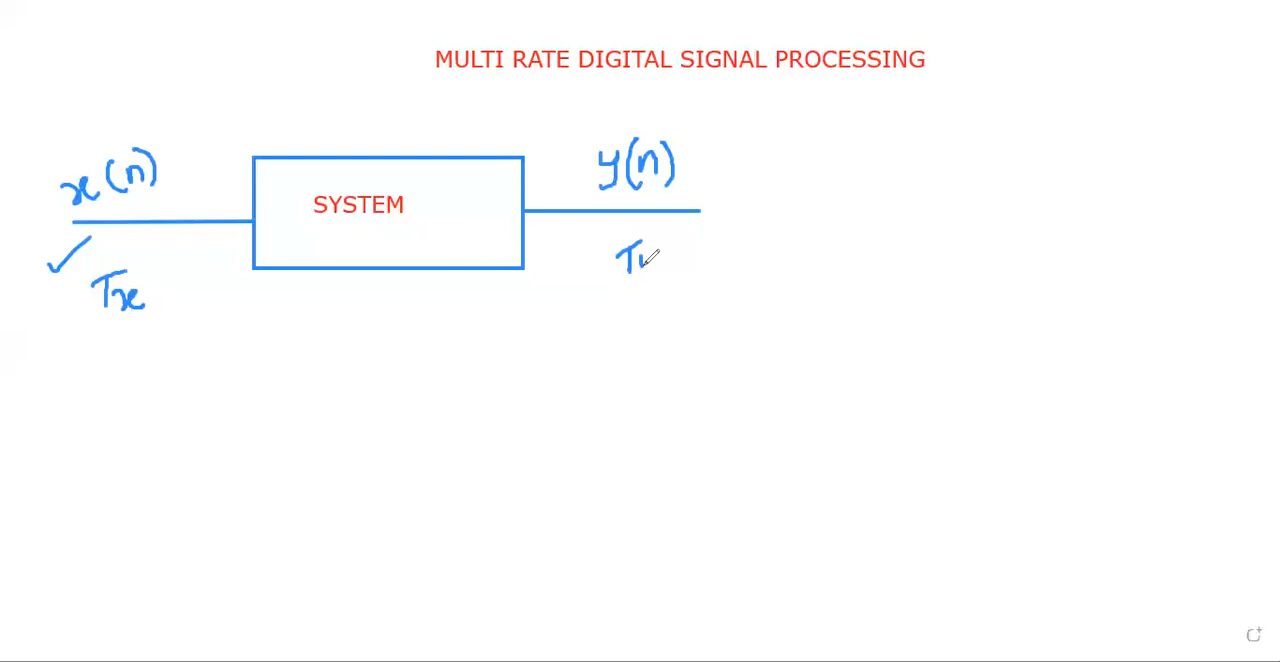 MULTI RATE DIGITAL SIGNAL PROCESSING
x(n)
SYSTEM
y(n)
Tx
T